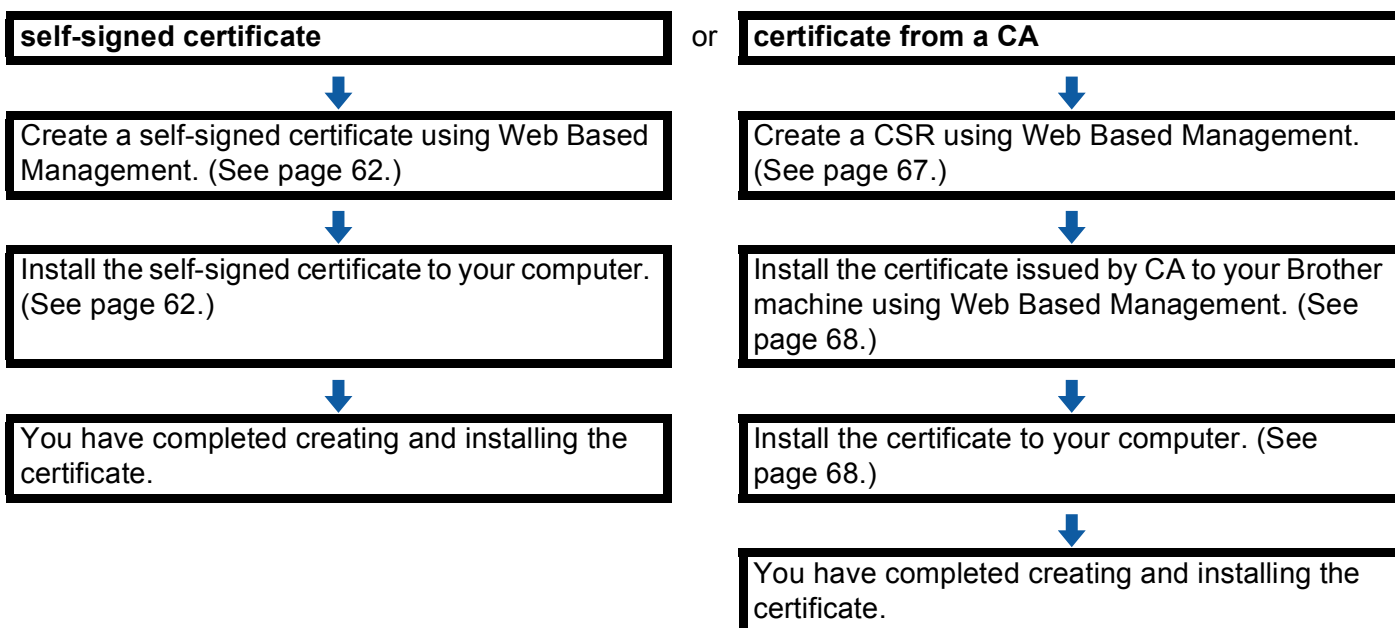 self-signed certificate
or
certificate from a CA
Create a self-signed certificate using Web Based
Management. (See page 62.)
Create a CSR using Web Based Management.
(See page 67.)
Install the self-signed certificate to your computer.
(See page 62.)
Install the certificate issued by CA to your Brother
machine using Web Based Management. (See
page 68.)
You have completed creating and installing the
certificate.
Install the certificate to your computer. (See
page 68.)
You have completed creating and installing the
certificate.